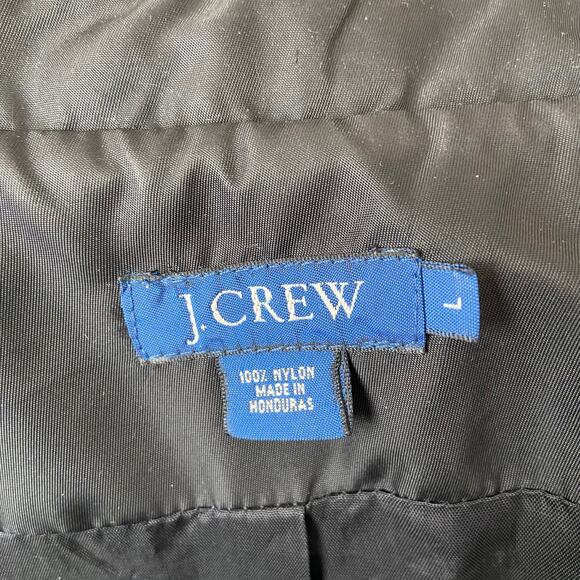 J.CREW
L
100% NYLON
MADE IN
HONDURAS